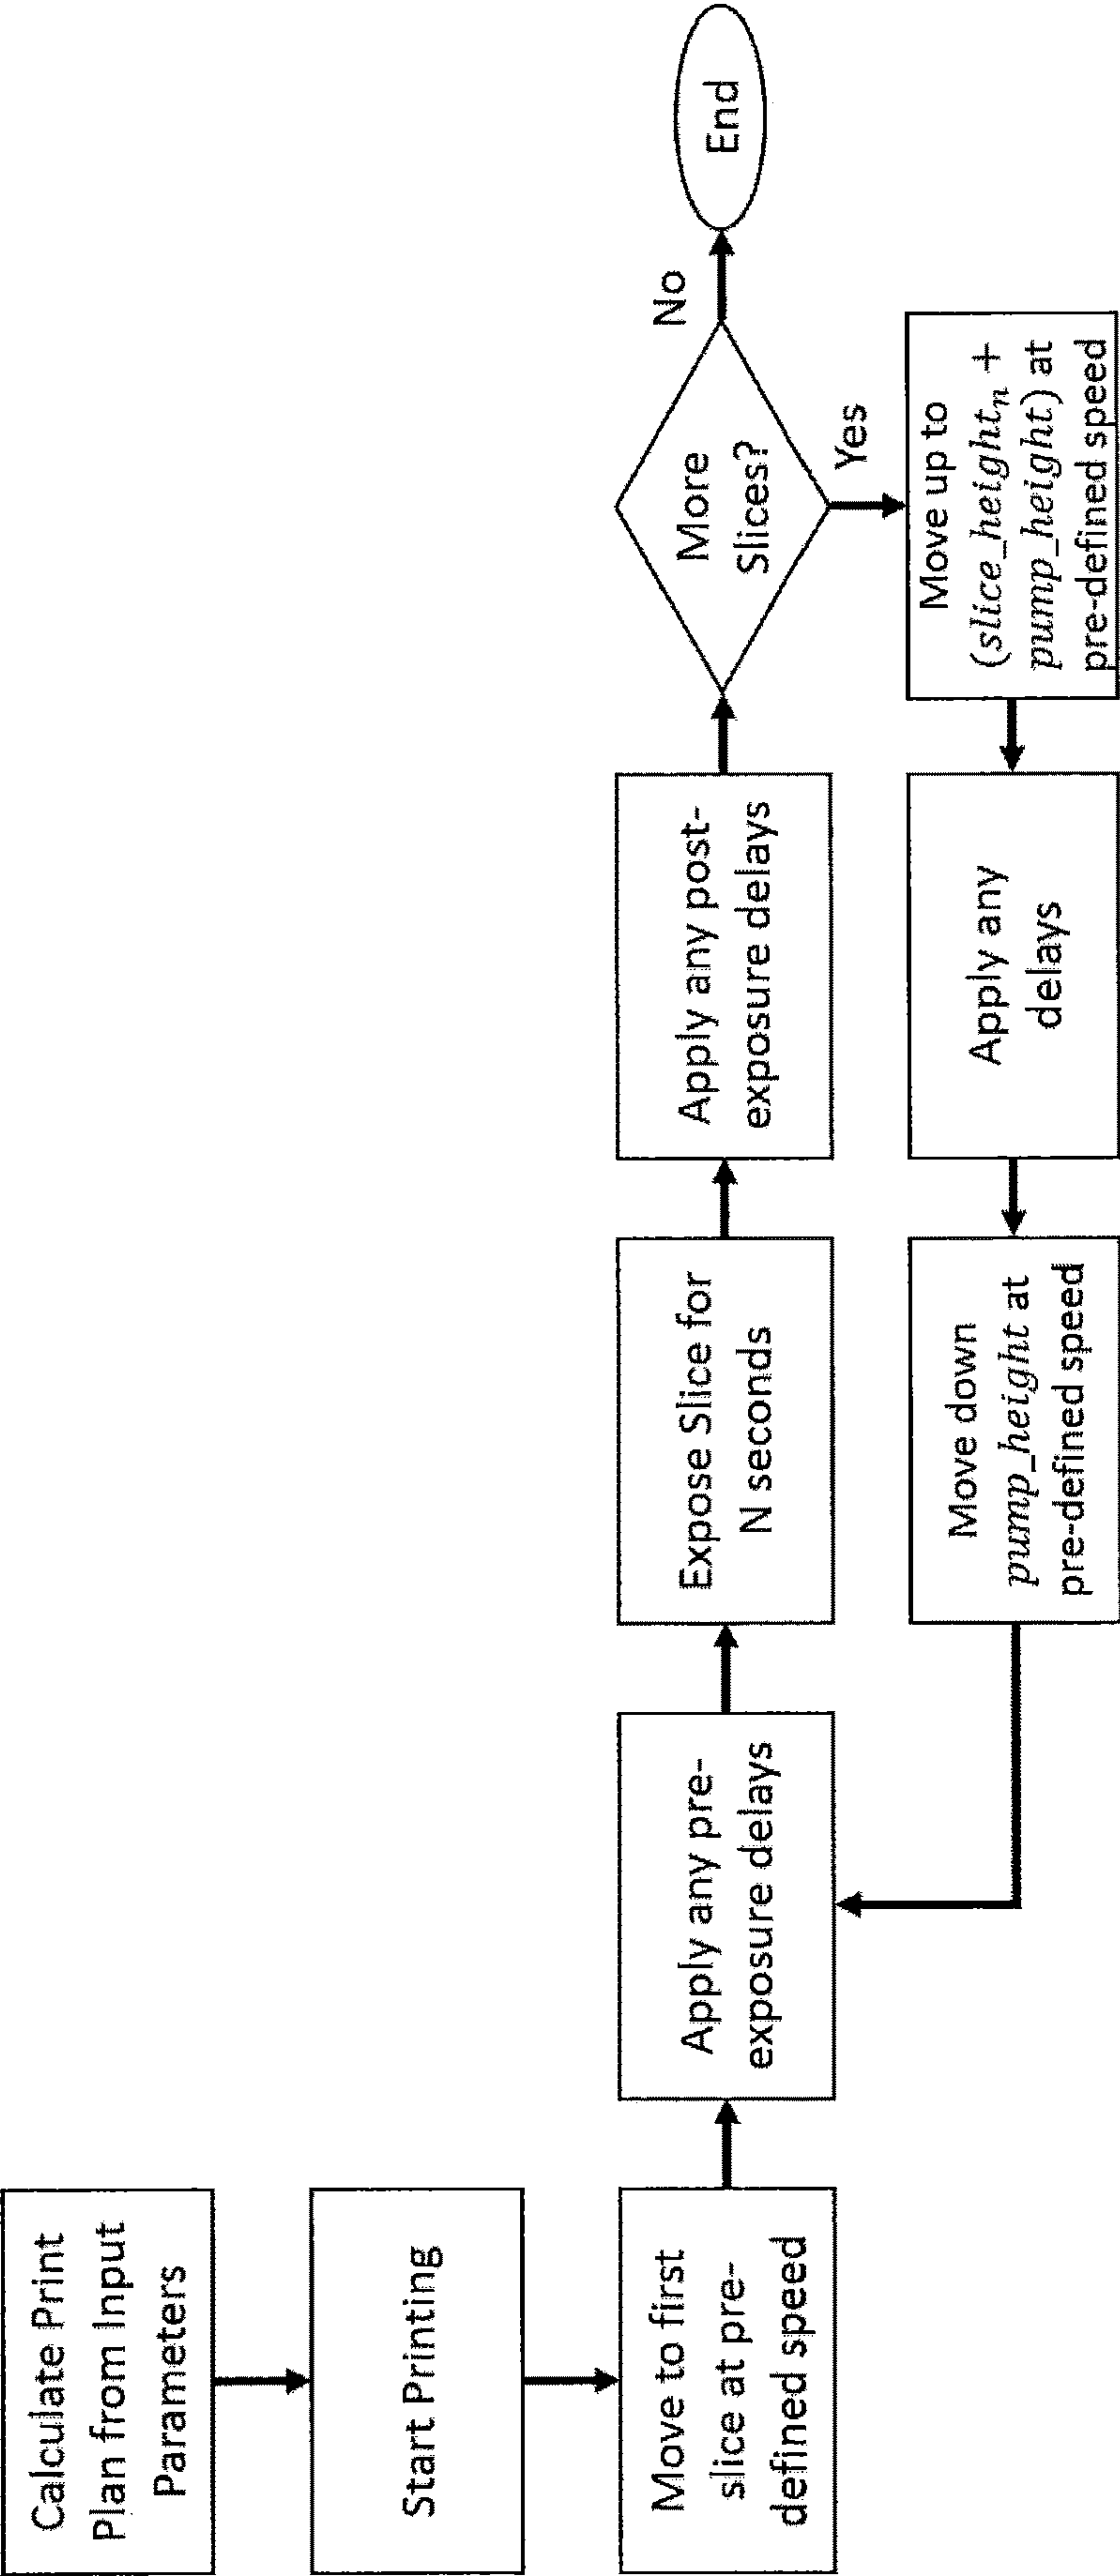 Calculate Print
Plan from Input
Parameters
Start Printing
Move to first
slice at pre-
defined speed
Apply any pre-
exposure delays
Expose Slice for
N seconds
Apply any post-
exposure delays
More
Slices?
No
End
Yes
Move up to
(slice_heightₙ +
pump_height) at
pre-defined speed
Apply any
delays
Move down
pump_height at
pre-defined speed